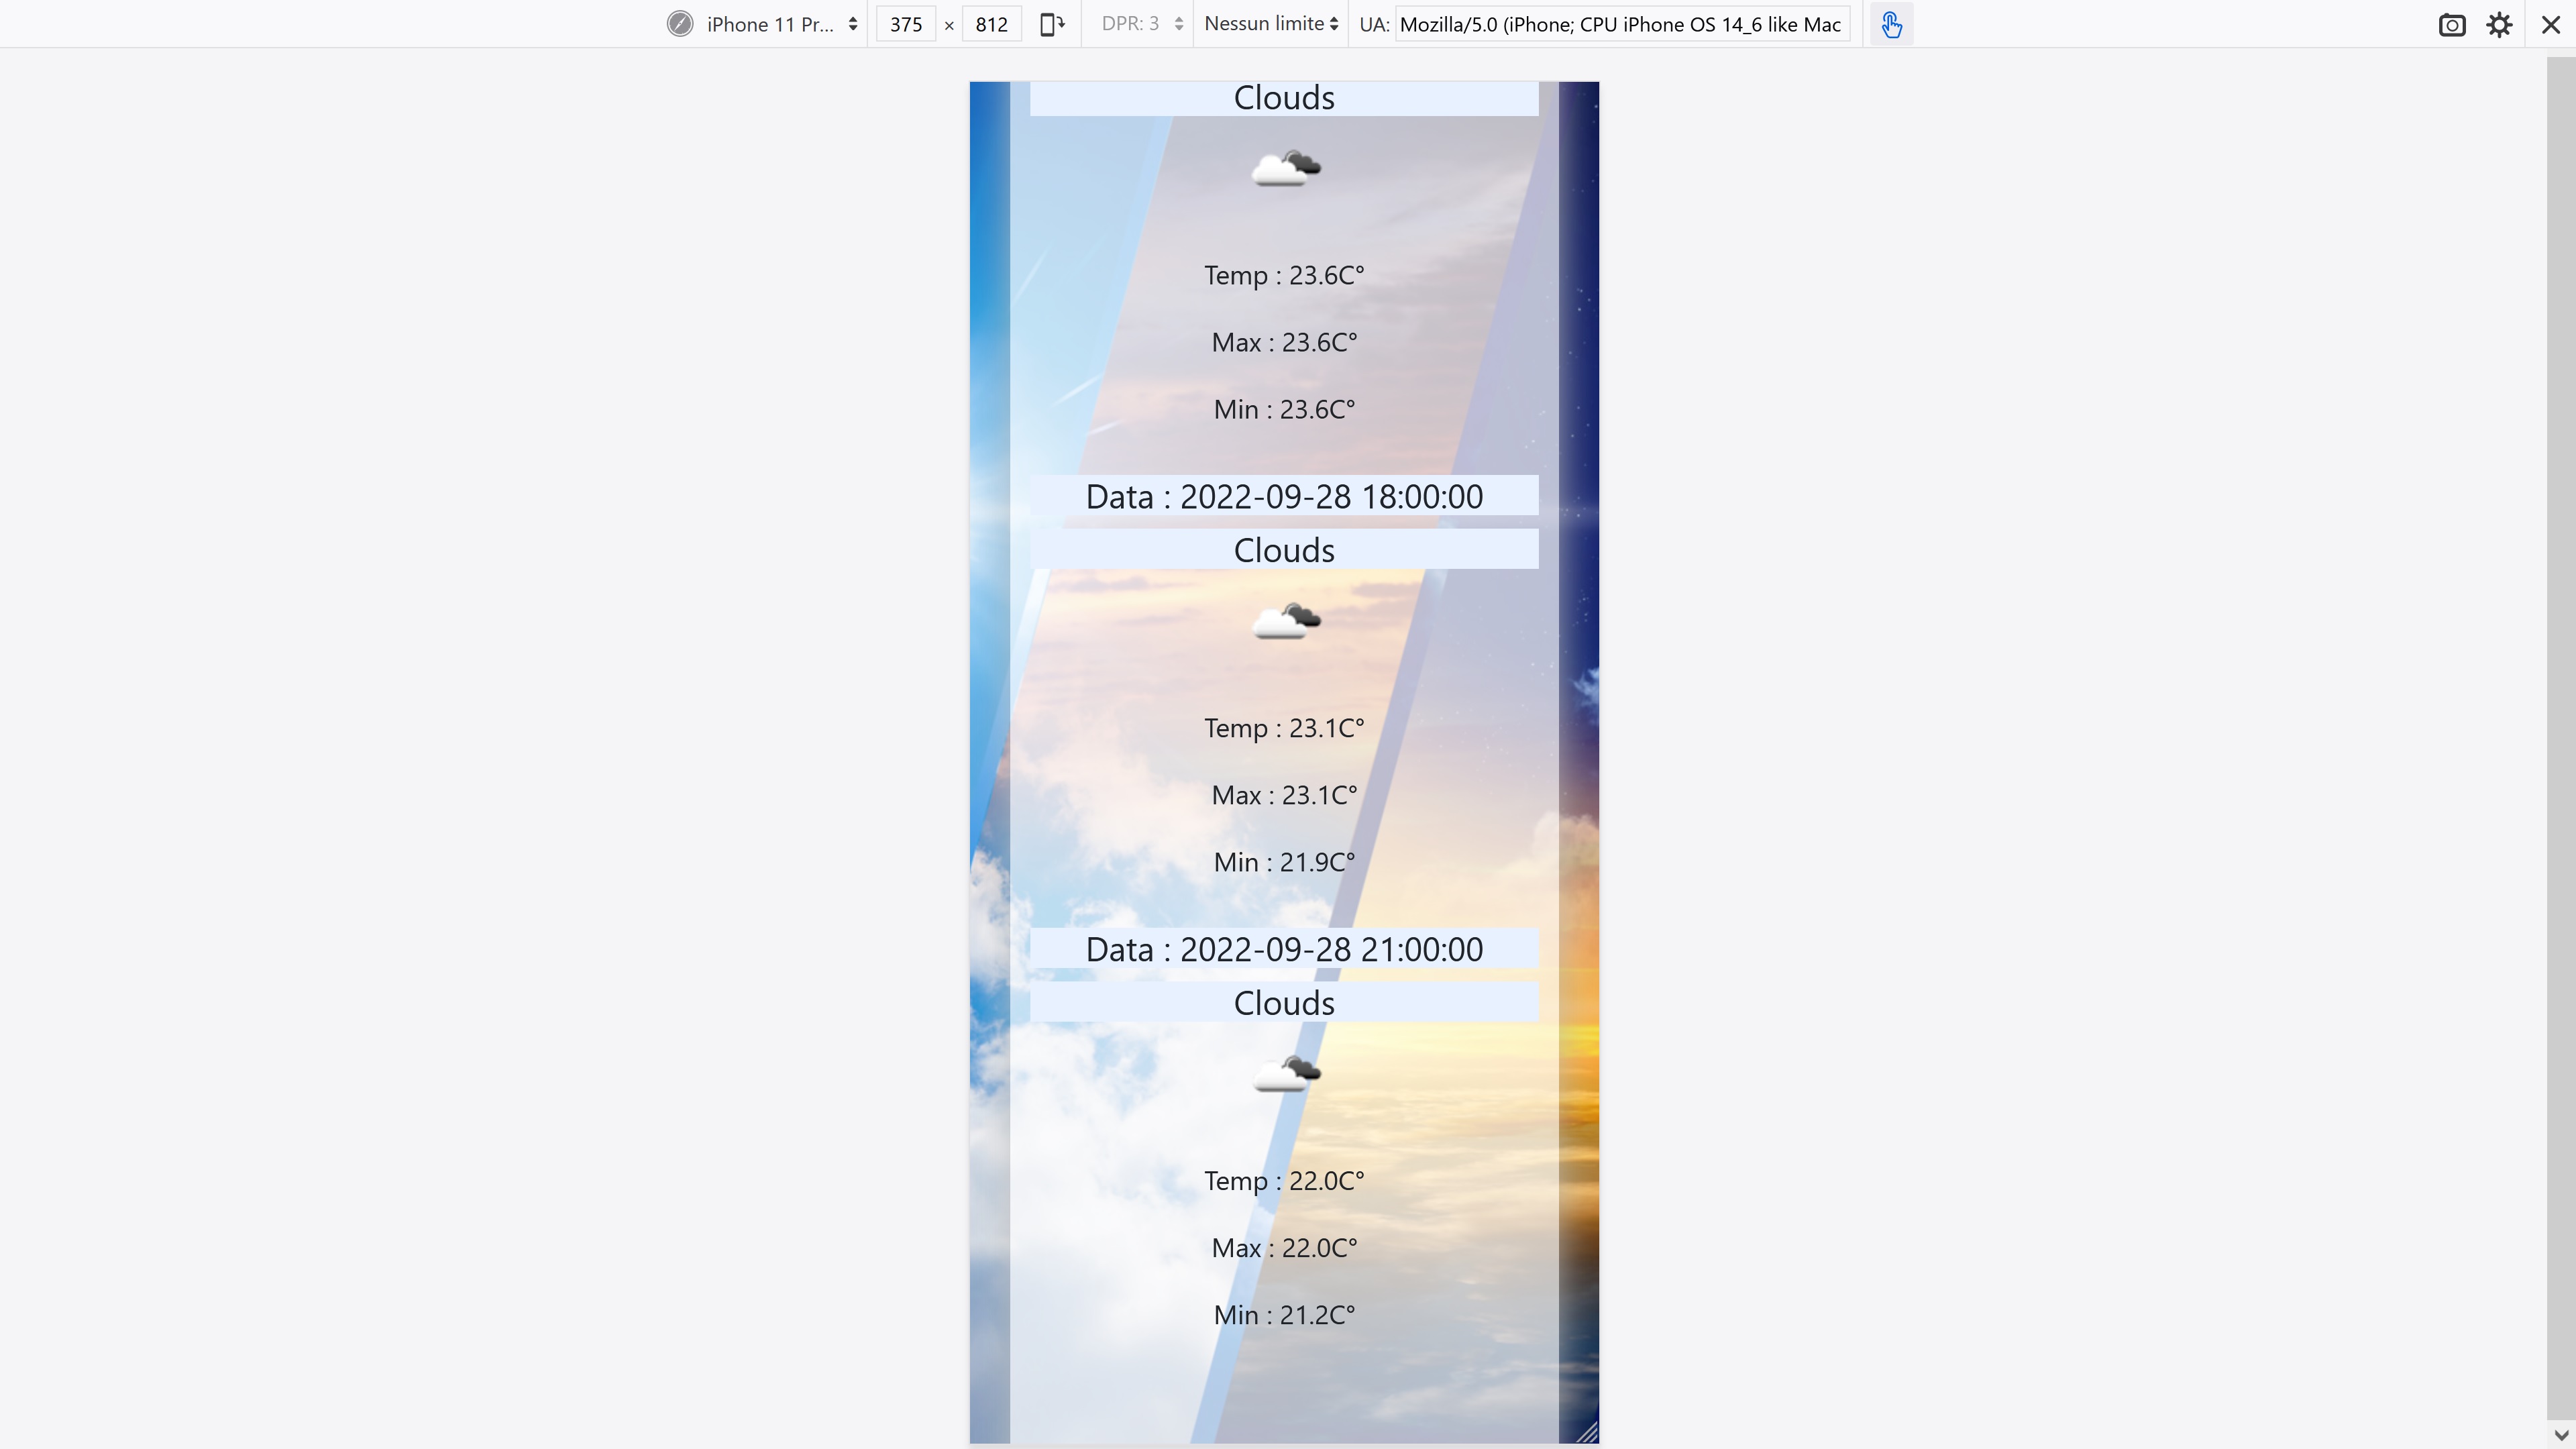 iPhone 11 Pr... 375 × 812 DPR: 3 Nessun limite UA: Mozilla/5.0 (iPhone; CPU iPhone OS 14_6 like Mac
Clouds
Temp : 23.6C°
Max : 23.6C°
Min : 23.6C°
Data : 2022-09-28 18:00:00
Clouds
Temp : 23.1C°
Max : 23.1C°
Min : 21.9C°
Data : 2022-09-28 21:00:00
Clouds
Temp : 22.0C°
Max : 22.0C°
Min : 21.2C°